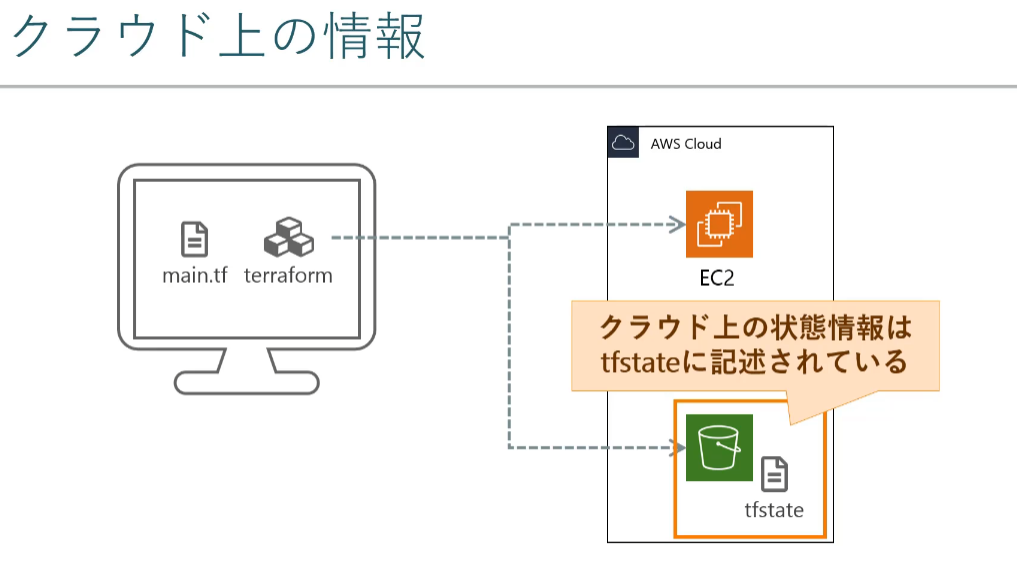 クラウド上の情報
AWS Cloud
main.tf
terraform
EC2
クラウド上の状態情報は
tfstateに記述されている
tfstate